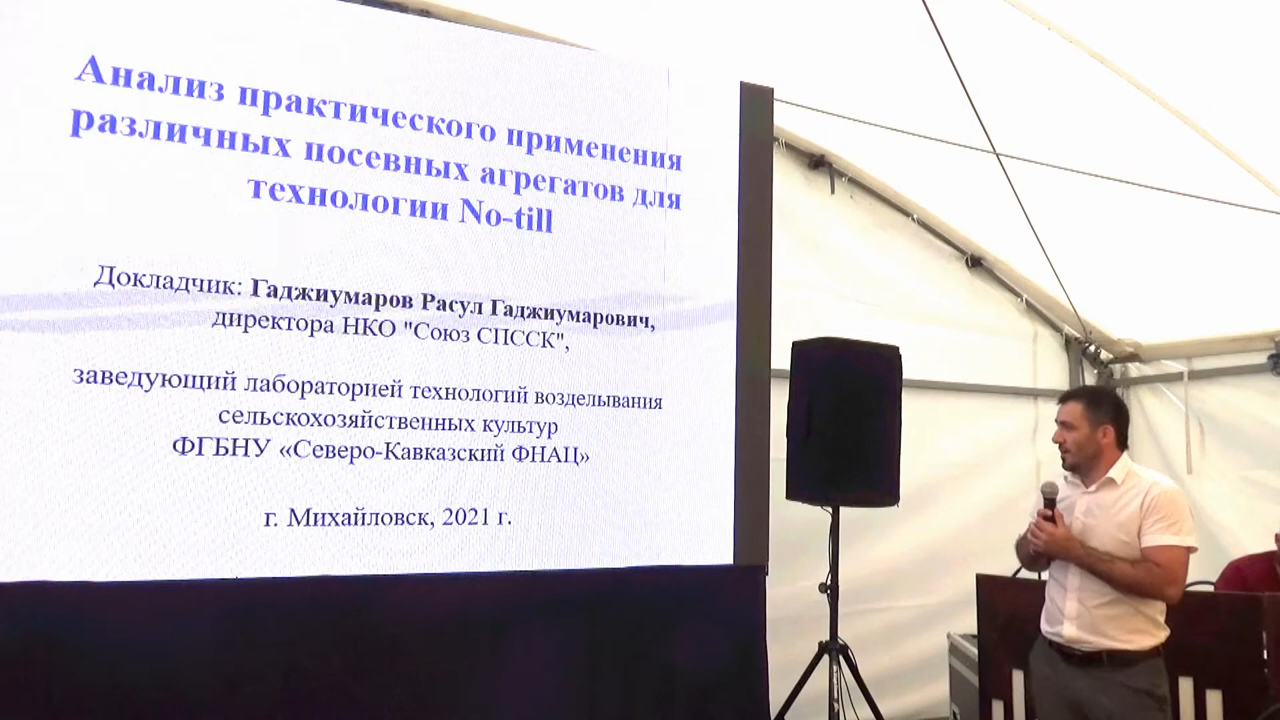 Анализ практического применения
различных посевных агрегатов для
технологии No-till
Докладчик: Гаджиумаров Расул Гаджиумарович,
директора НКО "Союз СПССК",
заведующий лабораторией технологий возделывания
сельскохозяйственных культур
ФГБНУ «Северо-Кавказский ФНАЦ»
г. Михайловск, 2021 г.